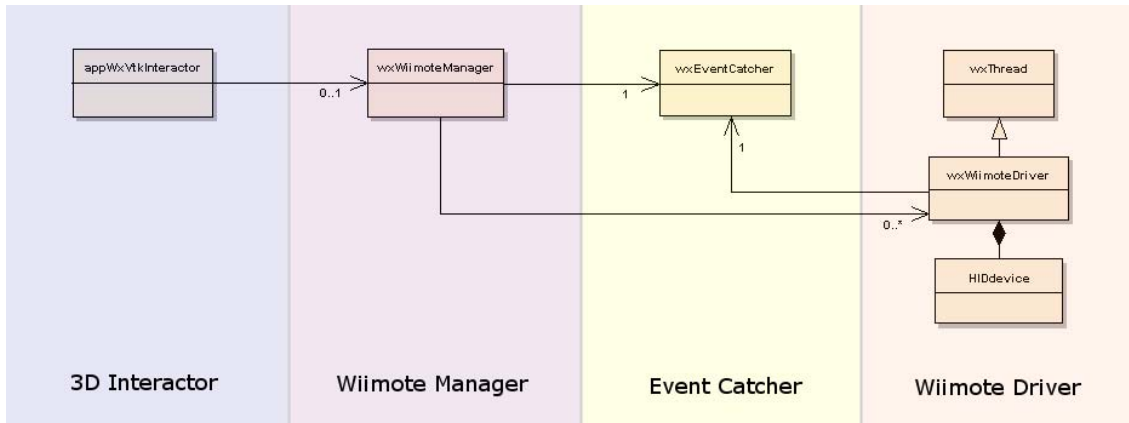 appWxVtkInteractor
0..1
wxWiimoteManager
1
wxEventCatcher
1
wxThread
wxWiimoteDriver
0..*
HIDdevice
3D Interactor
Wiimote Manager
Event Catcher
Wiimote Driver